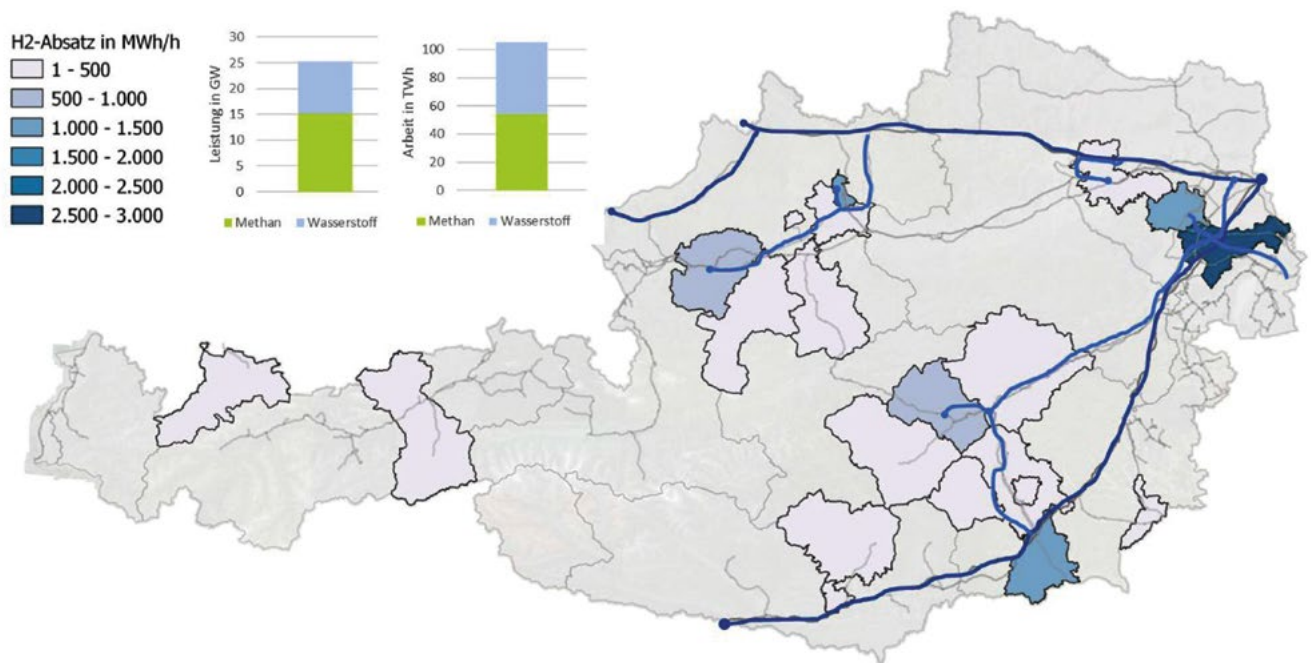 H2-Absatz in MWh/h
1 - 500
500 - 1.000
1.000 - 1.500
1.500 - 2.000
2.000 - 2.500
2.500 - 3.000
Leistung in GW
30
25
20
15
10
5
0
Methan
Wasserstoff
Arbeit in TWh
100
80
60
40
20
0
Methan
Wasserstoff